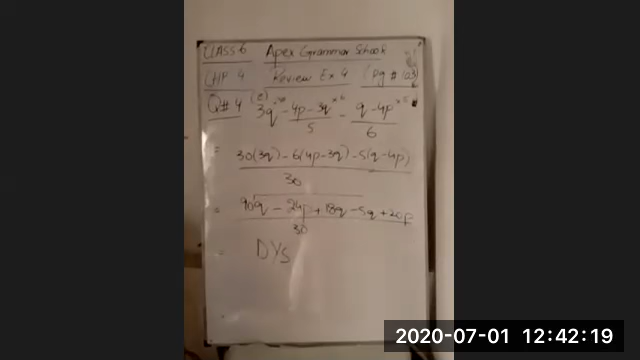 CLASS 6 Apex Grammar School
CHP 4 Review Ex 4 (Pg #
Q# 4 (e) 3q - 4p - 3q / 5 - q - 4p / 6
= 30(3q) - 6(4p - 3q) - 5(q - 4p) / 30
= 90q - 24p + 18q - 5q + 20p / 30
= DYS
2020-07-01 12:42:19